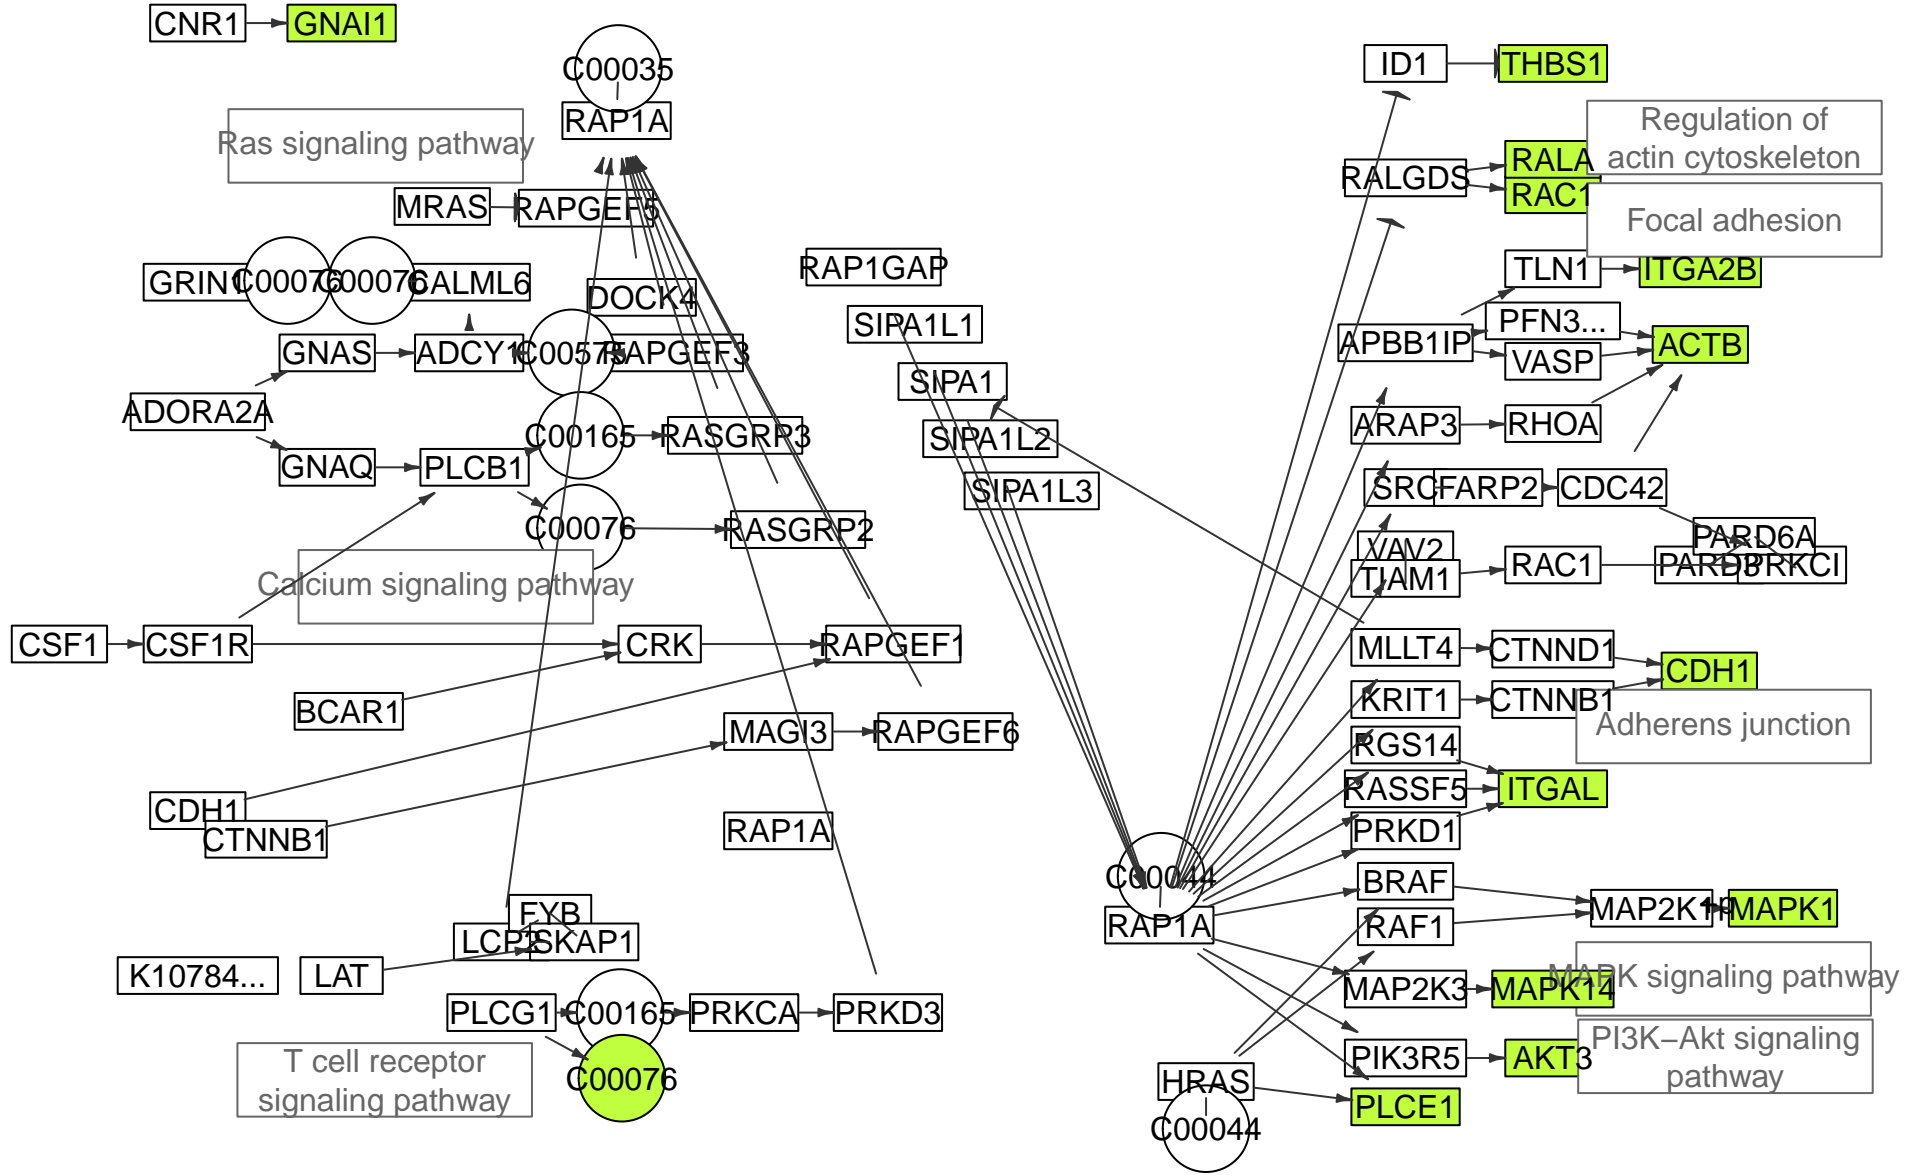 CNR1
GNAI1
C00035
RAP1A
Ras signaling pathway
MRAS
RAPGEF5
GRIN1
C00076
C00076
CALML6
DOCK4
GNAS
ADCY1
C00575
RAPGEF3
ADORA2A
C00165
RASGRP3
GNAQ
PLCB1
C00076
RASGRP2
Calcium signaling pathway
CSF1
CSF1R
CRK
RAPGEF1
BCAR1
MAGI3
RAPGEF6
CDH1
CTNNB1
RAP1A
FYB
LCP2
SKAP1
K10784...
LAT
PLCG1
C00165
PRKCA
PRKD3
T cell receptor
signaling pathway
C00076
RAP1GAP
SIPA1L1
SIPA1
SIPA1L2
SIPA1L3
C00044
RAP1A
HRAS
C00044
ID1
THBS1
Regulation of
actin cytoskeleton
RALGDS
RALA
RAC1
Focal adhesion
TLN1
ITGA2B
APBB1IP
PFN3...
VASP
ACTB
ARAP3
RHOA
SRC
FARP2
CDC42
VAV2
TIAM1
RAC1
PARD6A
PARD3
PRKCI
MLLT4
CTNND1
CDH1
KRIT1
CTNNB1
Adherens junction
RGS14
RASSF5
ITGAL
PRKD1
BRAF
MAP2K1
+p
MAPK1
RAF1
MAP2K3
MAPK14
MAPK signaling pathway
PIK3R5
AKT3
PI3K−Akt signaling
pathway
PLCE1